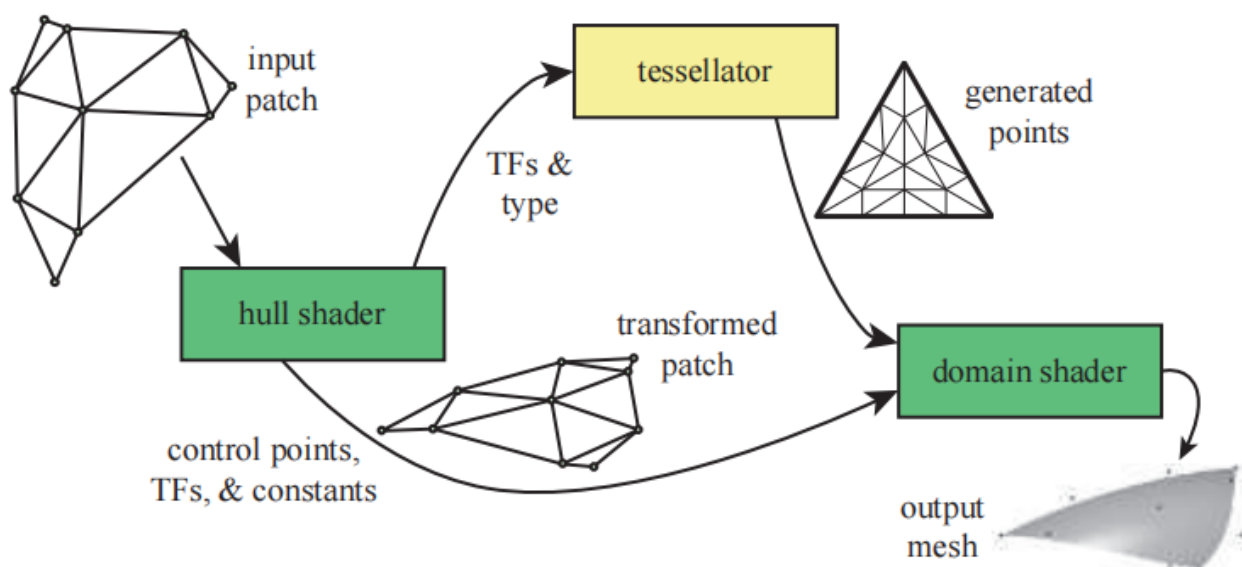 input
patch
tessellator
generated
points
TFs &
type
hull shader
transformed
patch
domain shader
control points,
TFs, & constants
output
mesh